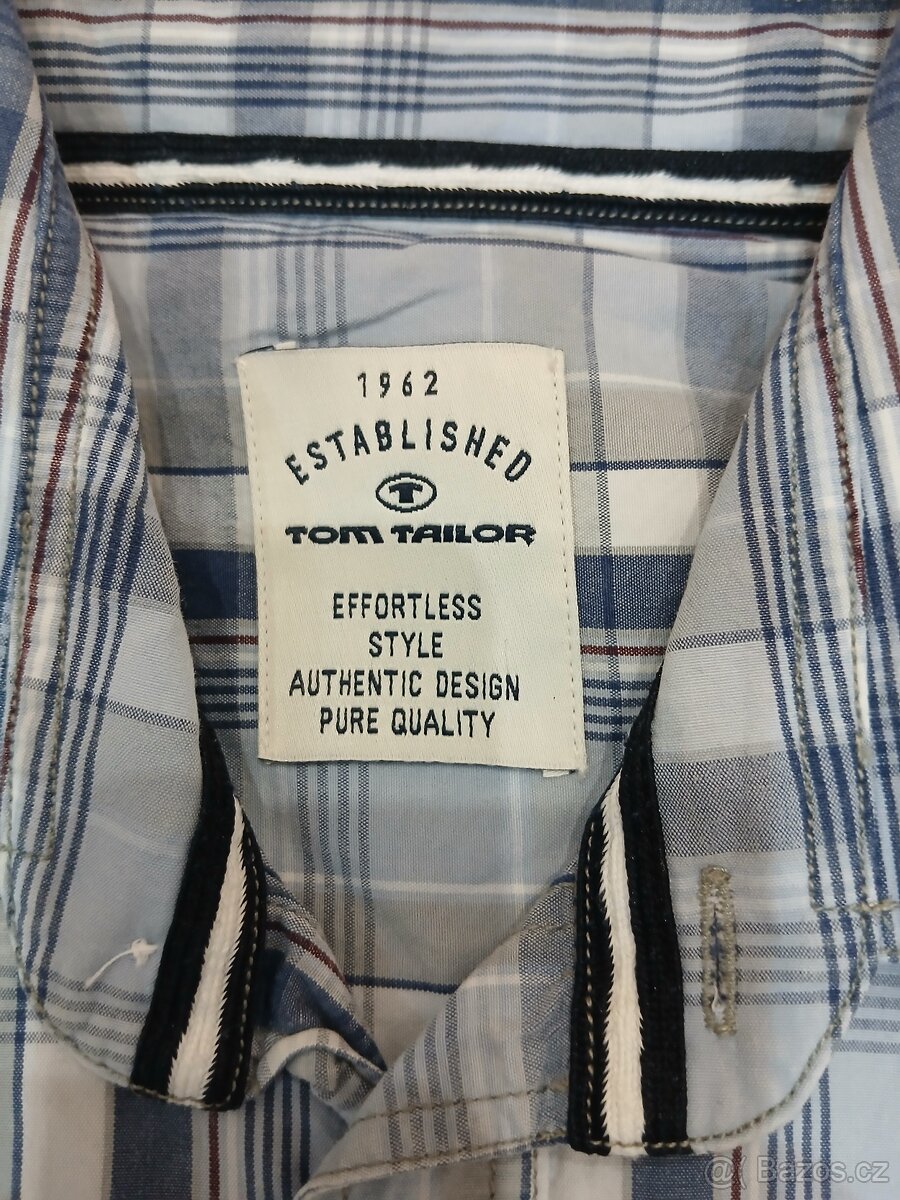 1962
ESTABLISHED
T
TOM TAILOR
EFFORTLESS
STYLE
AUTHENTIC DESIGN
PURE QUALITY
Bazos.cz